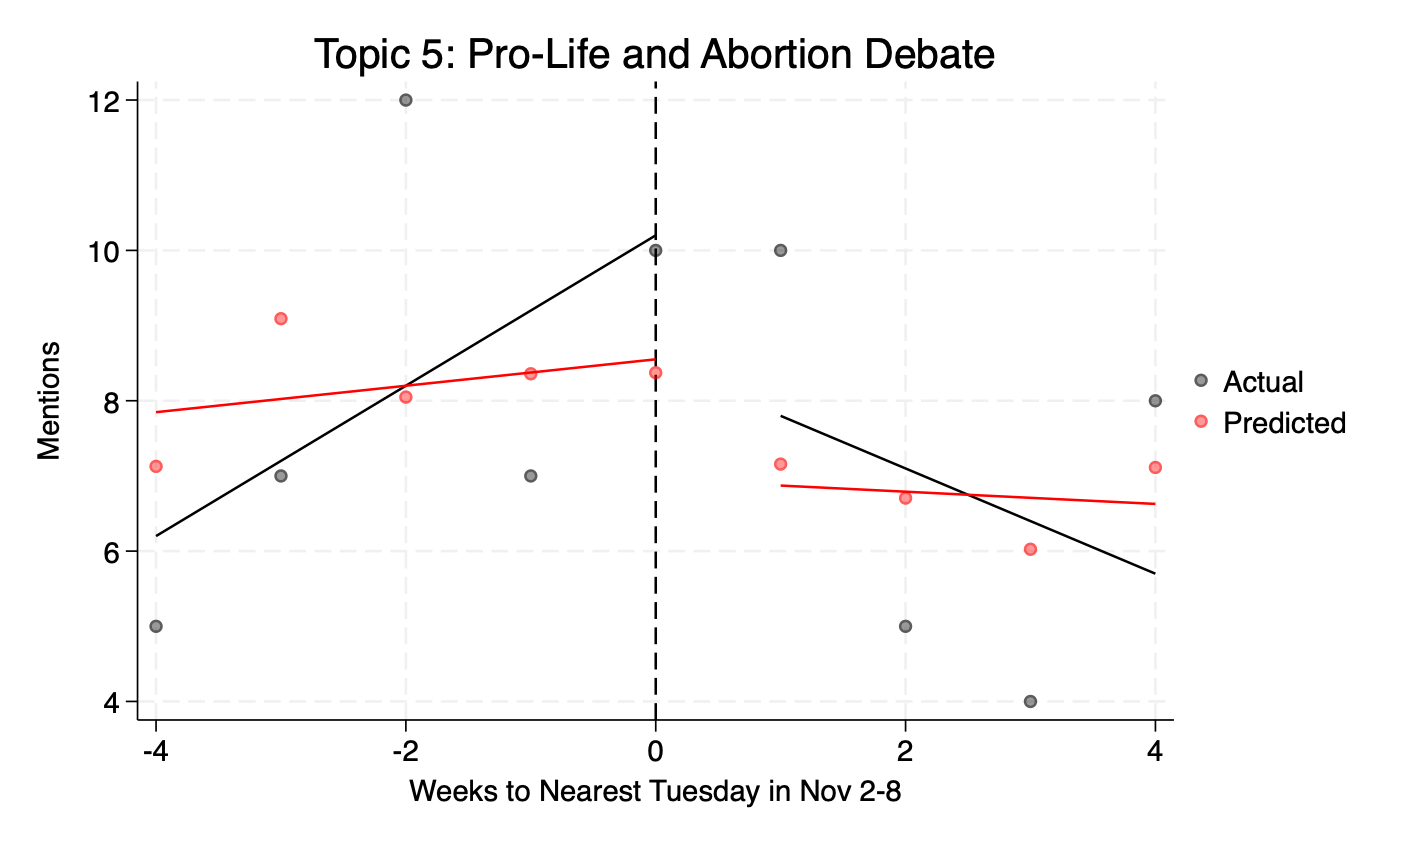 Topic 5: Pro-Life and Abortion Debate
12
10
8
6
4
Mentions
-4
-2
0
2
4
Weeks to Nearest Tuesday in Nov 2-8
Actual
Predicted